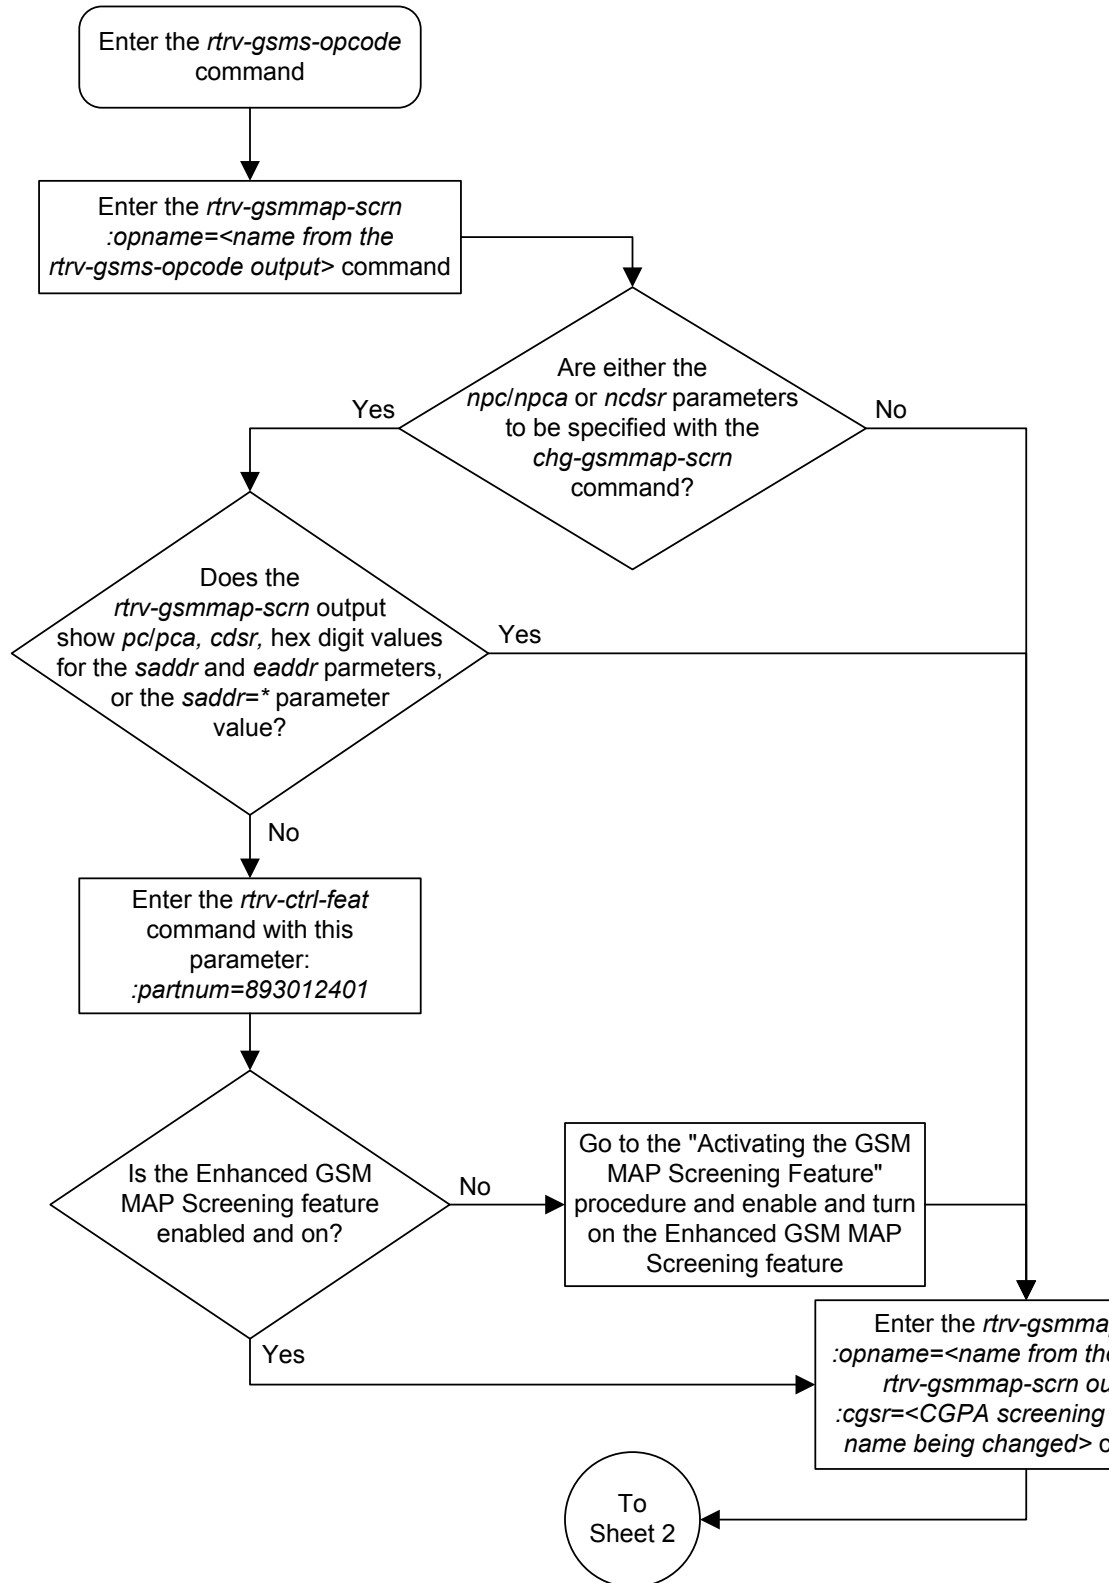 Enter the rtrv-gsms-opcode
command
Enter the rtrv-gsmmap-scrn
:opname=<name from the
rtrv-gsms-opcode output> command
Are either the
npc/npca or ncdsr parameters
to be specified with the
chg-gsmmap-scrn
command?
Yes
No
Does the
rtrv-gsmmap-scrn output
show pc/pca, cdsr, hex digit values
for the saddr and eaddr parmeters,
or the saddr=* parameter
value?
Yes
No
Enter the rtrv-ctrl-feat
command with this
parameter:
:partnum=893012401
Is the Enhanced GSM
MAP Screening feature
enabled and on?
No
Yes
Go to the "Activating the GSM
MAP Screening Feature"
procedure and enable and turn
on the Enhanced GSM MAP
Screening feature
Enter the
:opname=<name from
rtrv-gsmmap-scrn
:cgsr=<CGPA screening
name being changed>
To
Sheet 2